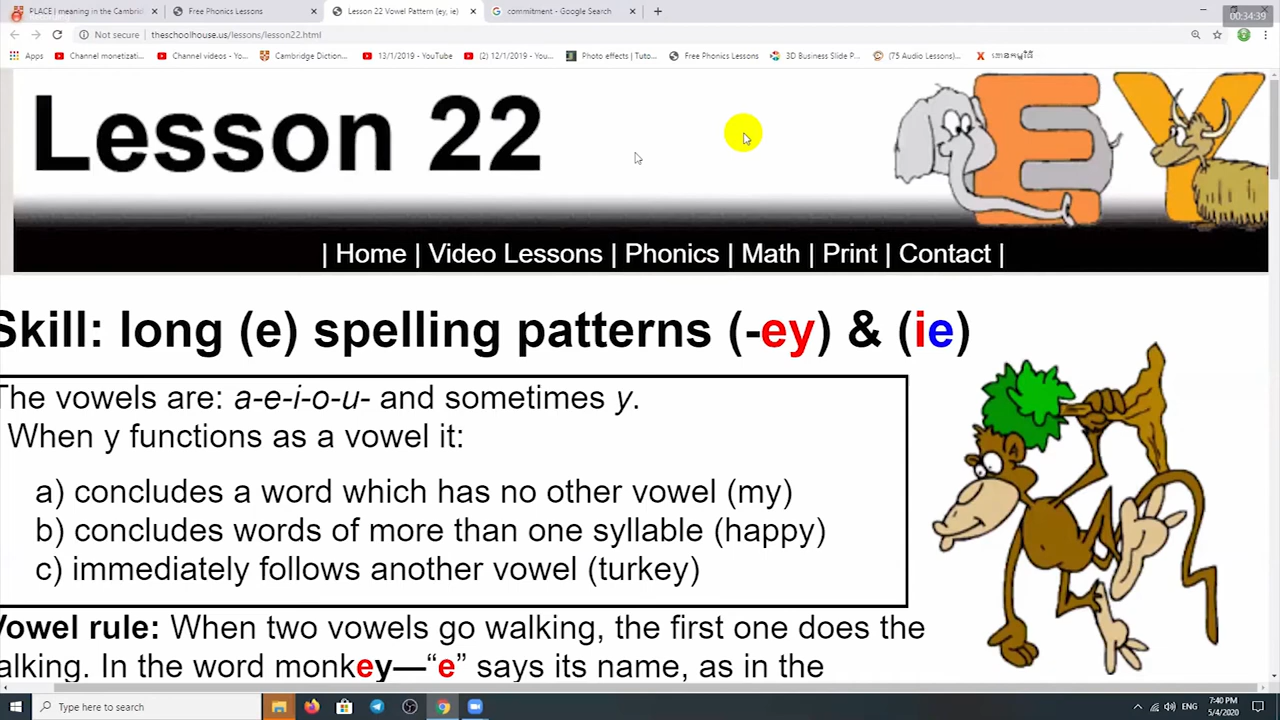 PLACE | meaning in the Cambri
Free Phonics Lessons
Lesson 22 Vowel Pattern (ey, ie)
commitment - Google Search
00:34:39
Not secure | theschoolhouse.us/lessons/lesson22.html
Apps
Channel monetizati...
Channel videos - Yo...
Cambridge Diction...
13/1/2019 - YouTube
(2) 12/1/2019 - You...
Photo effects | Tuto...
Free Phonics Lessons
3D Business Slide P...
(75 Audio Lessons)...
Lesson 22
EY
| Home | Video Lessons | Phonics | Math | Print | Contact |
Skill: long (e) spelling patterns (-ey) & (ie)
The vowels are: a-e-i-o-u- and sometimes y.
When y functions as a vowel it:
a) concludes a word which has no other vowel (my)
b) concludes words of more than one syllable (happy)
c) immediately follows another vowel (turkey)
Vowel rule: When two vowels go walking, the first one does the
alking. In the word monkey—“e” says its name, as in the
Type here to search
ENG
7:40 PM
5/4/2020